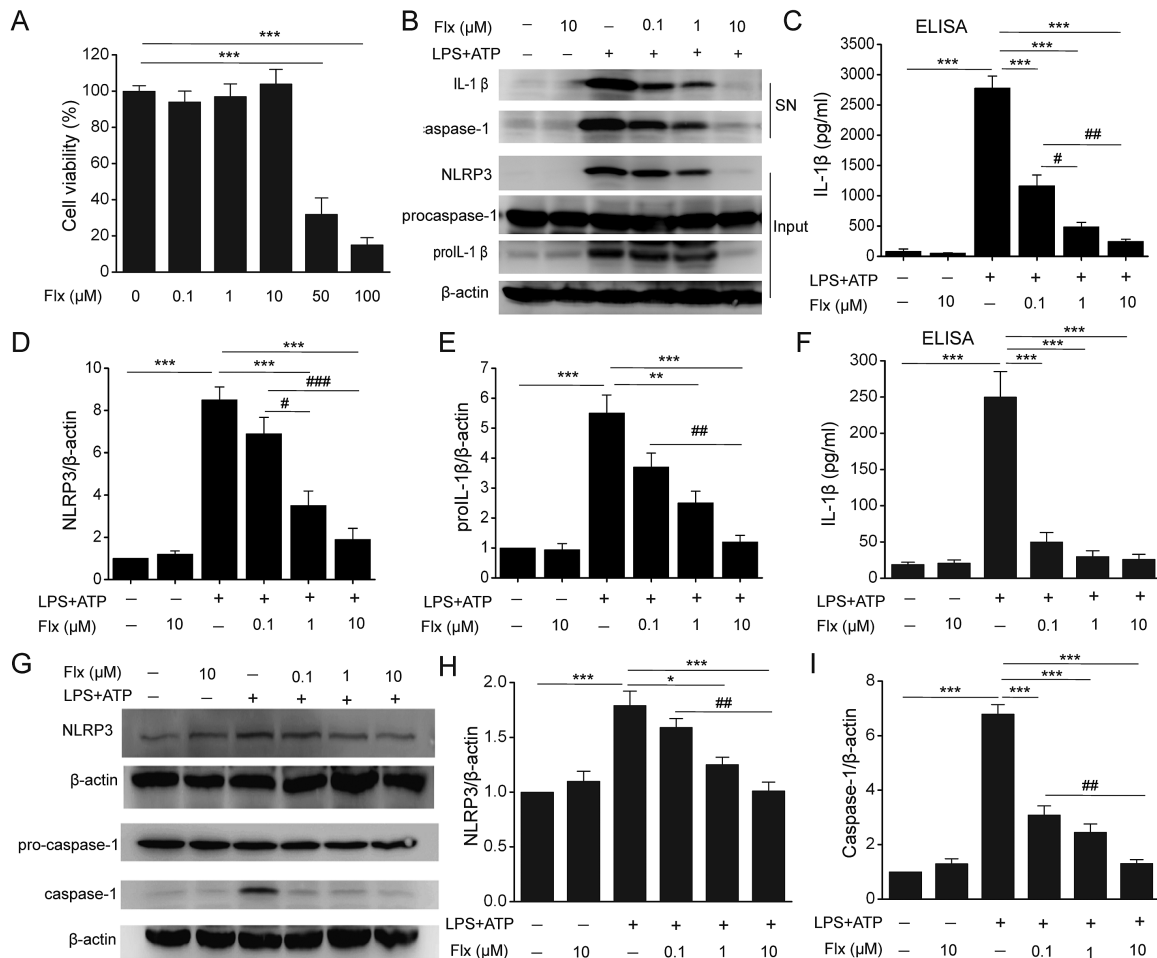 A
Cell viability (%)
120
100
80
60
40
20
0
***
***
Flx (µM) 0 0.1 1 10 50 100
B
Flx (µM) – 10 0.1 1 10
LPS+ATP – – + + + +
IL-1 β
caspase-1
SN
NLRP3
procaspase-1
proIL-1 β
β-actin
Input
C
ELISA
IL-1β (pg/ml)
3500
3000
2500
2000
1500
1000
500
0
***
***
*** ***
##
#
LPS+ATP – – + + + +
Flx (µM) – 10 – 0.1 1 10
D
NLRP3/β-actin
10
8
6
4
2
0
***
*** ***
###
#
LPS+ATP – – + + + +
Flx (µM) – 10 – 0.1 1 10
E
proIL-1β/β-actin
7
6
5
4
3
2
1
0
***
*** **
##
LPS+ATP – – + + + +
Flx (µM) – 10 – 0.1 1 10
F
ELISA
IL-1β (pg/ml)
300
250
200
150
100
50
0
***
***
*** ***
LPS+ATP – – + + + +
Flx (µM) – 10 – 0.1 1 10
G
Flx (µM) – 10 – 0.1 1 10
LPS+ATP – – + + + +
NLRP3
β-actin
pro-caspase-1
caspase-1
β-actin
H
NLRP3/β-actin
2.0
1.5
1.0
0.5
0.0
***
*** *
##
LPS+ATP – – + + + +
Flx (µM) – 10 – 0.1 1 10
I
Caspase-1/β-actin
8
6
4
2
0
***
***
*** ***
##
LPS+ATP – – + + + +
Flx (µM) – 10 – 0.1 1 10